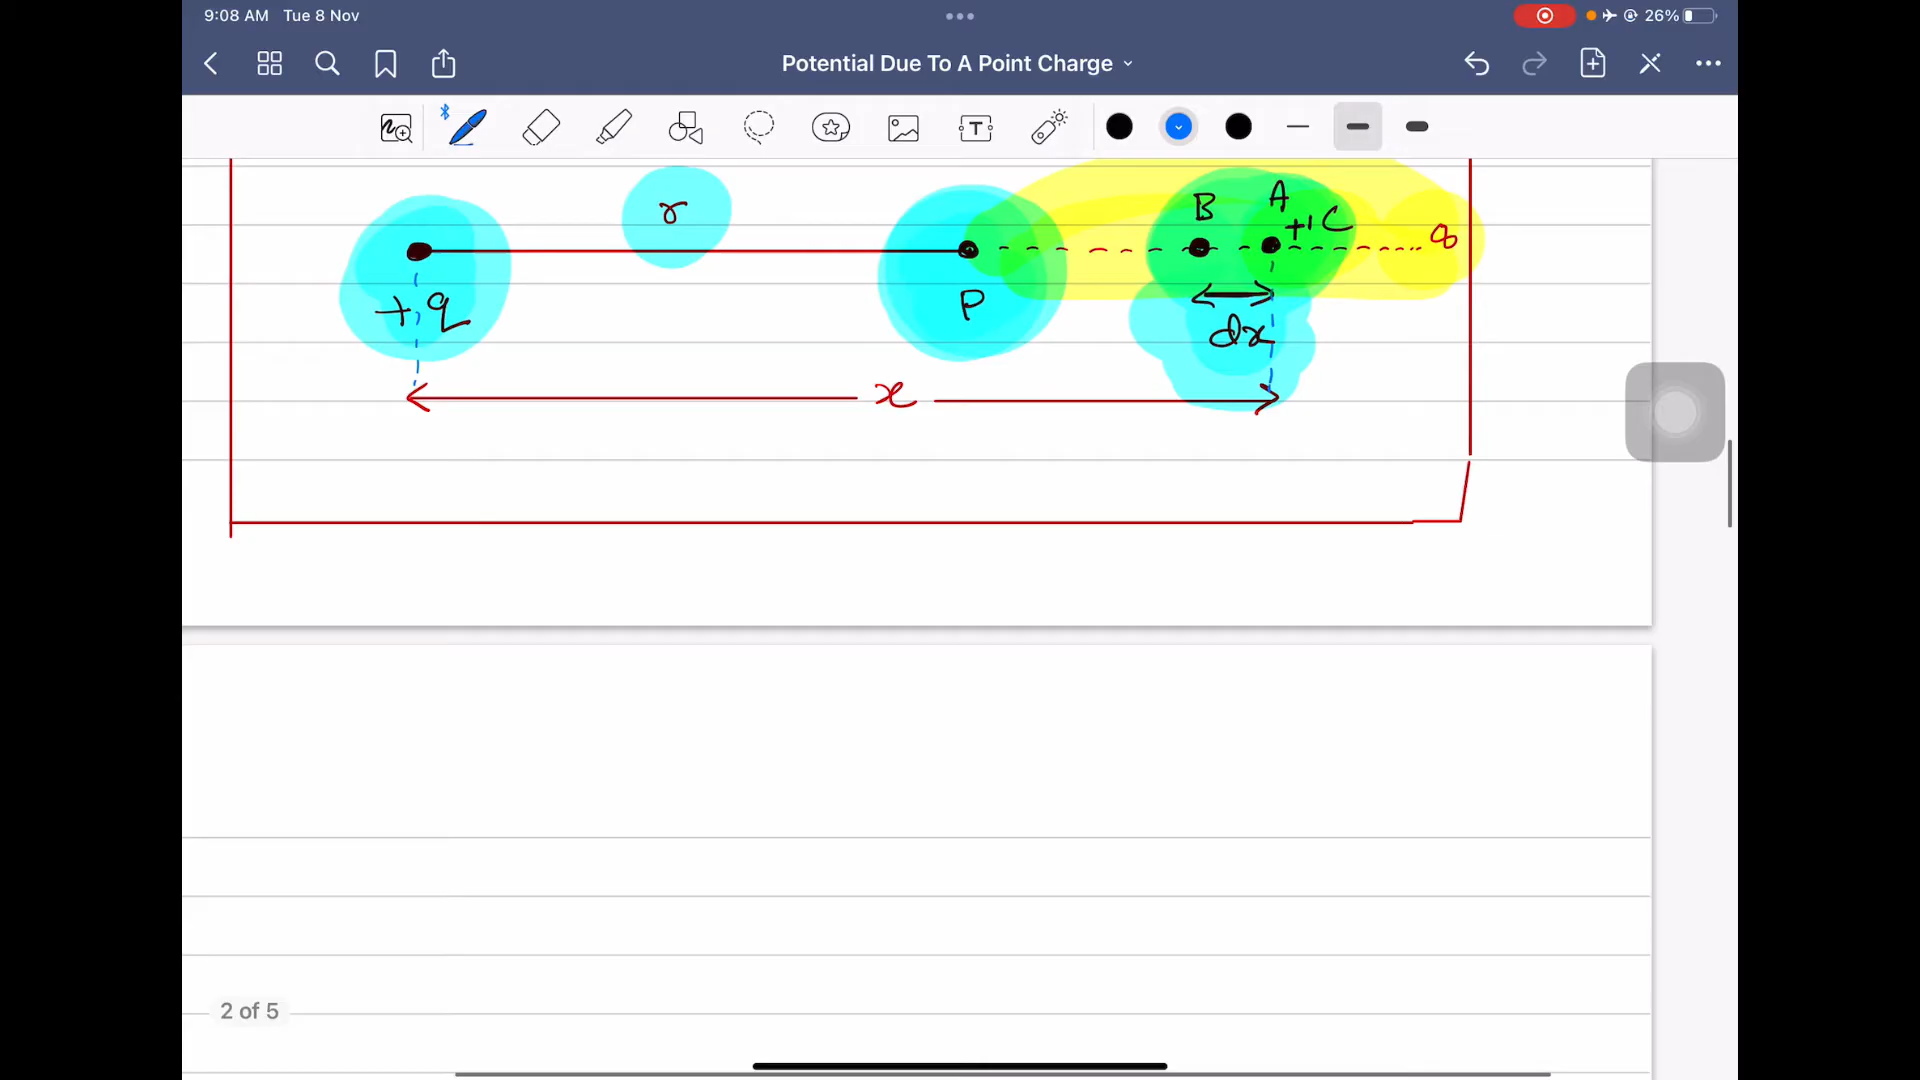 9:08 AM Tue 8 Nov
26%
Potential Due To A Point Charge
T
r
B
A
+1C
∞
+q
P
dx
x
2 of 5